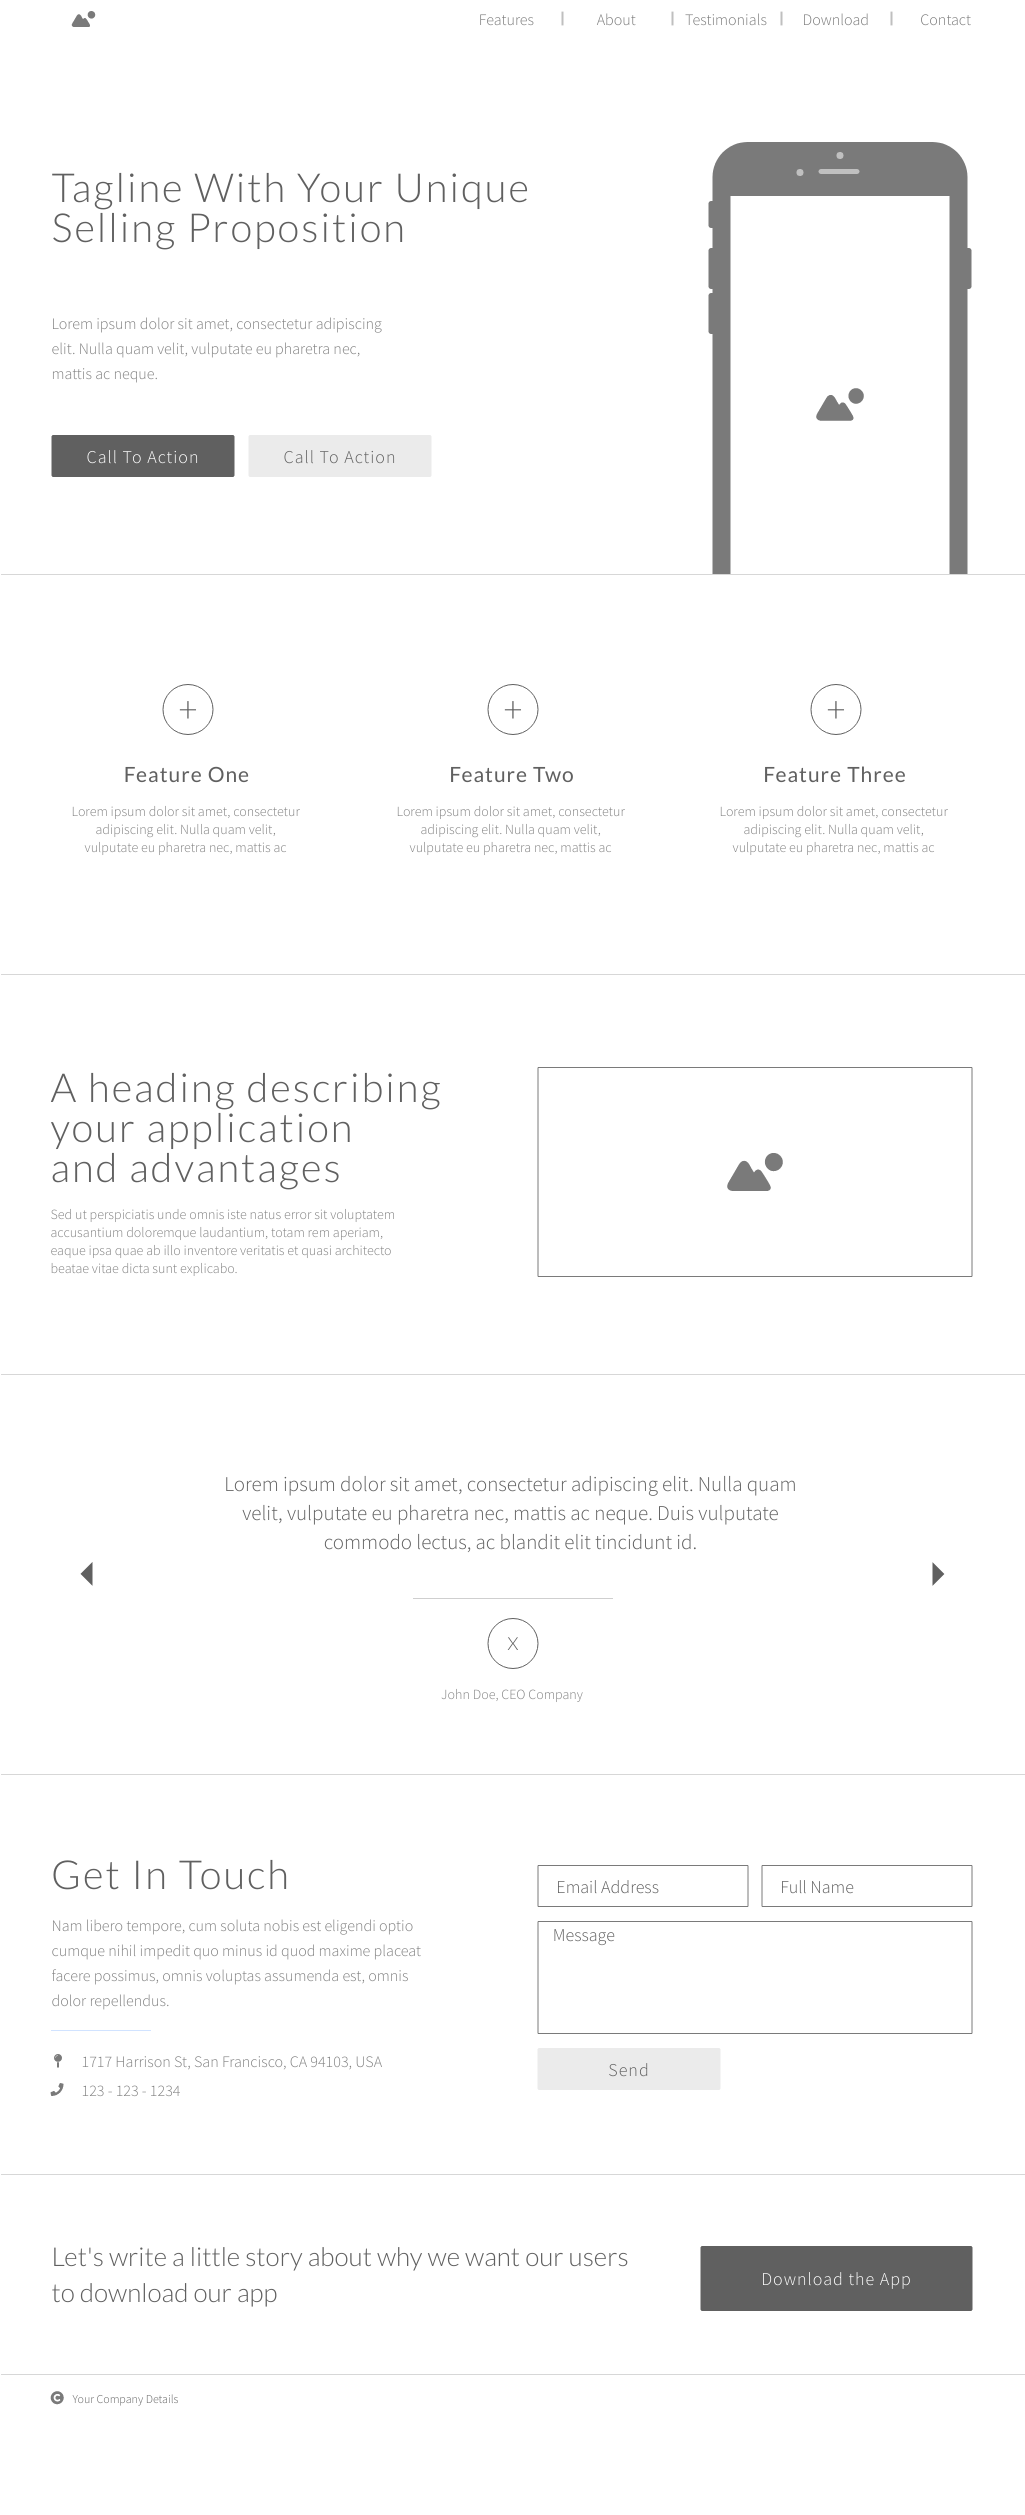 Features
About
Testimonials
Download
Contact
Tagline With Your Unique
Selling Proposition
Lorem ipsum dolor sit amet, consectetur adipiscing
elit. Nulla quam velit, vulputate eu pharetra nec,
mattis ac neque.
Call To Action
Call To Action
Feature One
Lorem ipsum dolor sit amet, consectetur
adipiscing elit. Nulla quam velit,
vulputate eu pharetra nec, mattis ac
Feature Two
Lorem ipsum dolor sit amet, consectetur
adipiscing elit. Nulla quam velit,
vulputate eu pharetra nec, mattis ac
Feature Three
Lorem ipsum dolor sit amet, consectetur
adipiscing elit. Nulla quam velit,
vulputate eu pharetra nec, mattis ac
A heading describing
your application
and advantages
Sed ut perspiciatis unde omnis iste natus error sit voluptatem
accusantium doloremque laudantium, totam rem aperiam,
eaque ipsa quae ab illo inventore veritatis et quasi architecto
beatae vitae dicta sunt explicabo.
Lorem ipsum dolor sit amet, consectetur adipiscing elit. Nulla quam
velit, vulputate eu pharetra nec, mattis ac neque. Duis vulputate
commodo lectus, ac blandit elit tincidunt id.
X
John Doe, CEO Company
Get In Touch
Nam libero tempore, cum soluta nobis est eligendi optio
cumque nihil impedit quo minus id quod maxime placeat
facere possimus, omnis voluptas assumenda est, omnis
dolor repellendus.
1717 Harrison St, San Francisco, CA 94103, USA
123 - 123 - 1234
Email Address
Full Name
Message
Send
Let's write a little story about why we want our users
to download our app
Download the App
© Your Company Details